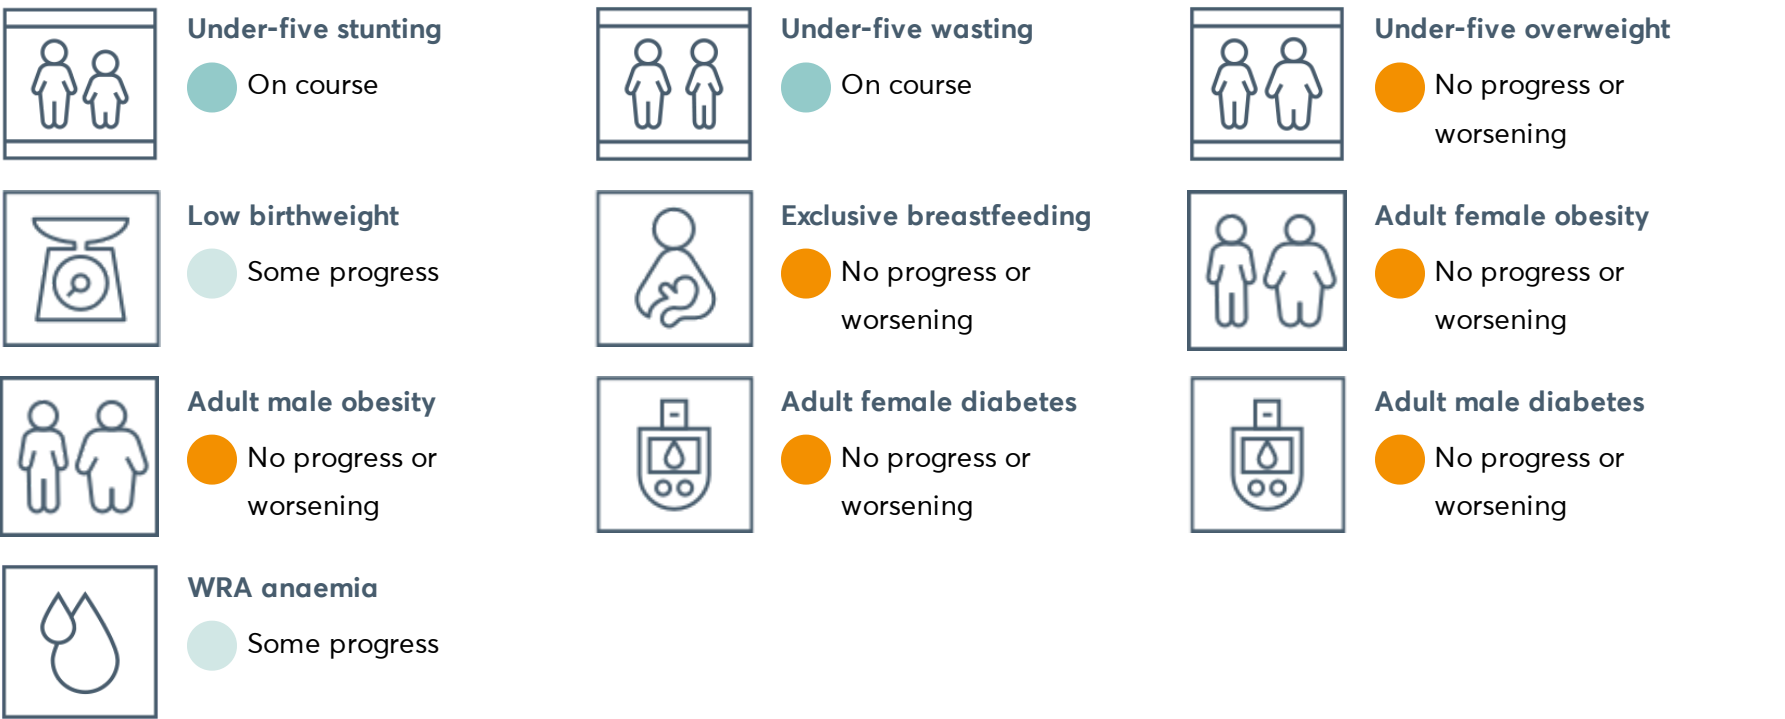 Under-five stunting
On course
Under-five wasting
On course
Under-five overweight
No progress or
worsening
Low birthweight
Some progress
Exclusive breastfeeding
No progress or
worsening
Adult female obesity
No progress or
worsening
Adult male obesity
No progress or
worsening
Adult female diabetes
No progress or
worsening
Adult male diabetes
No progress or
worsening
WRA anaemia
Some progress